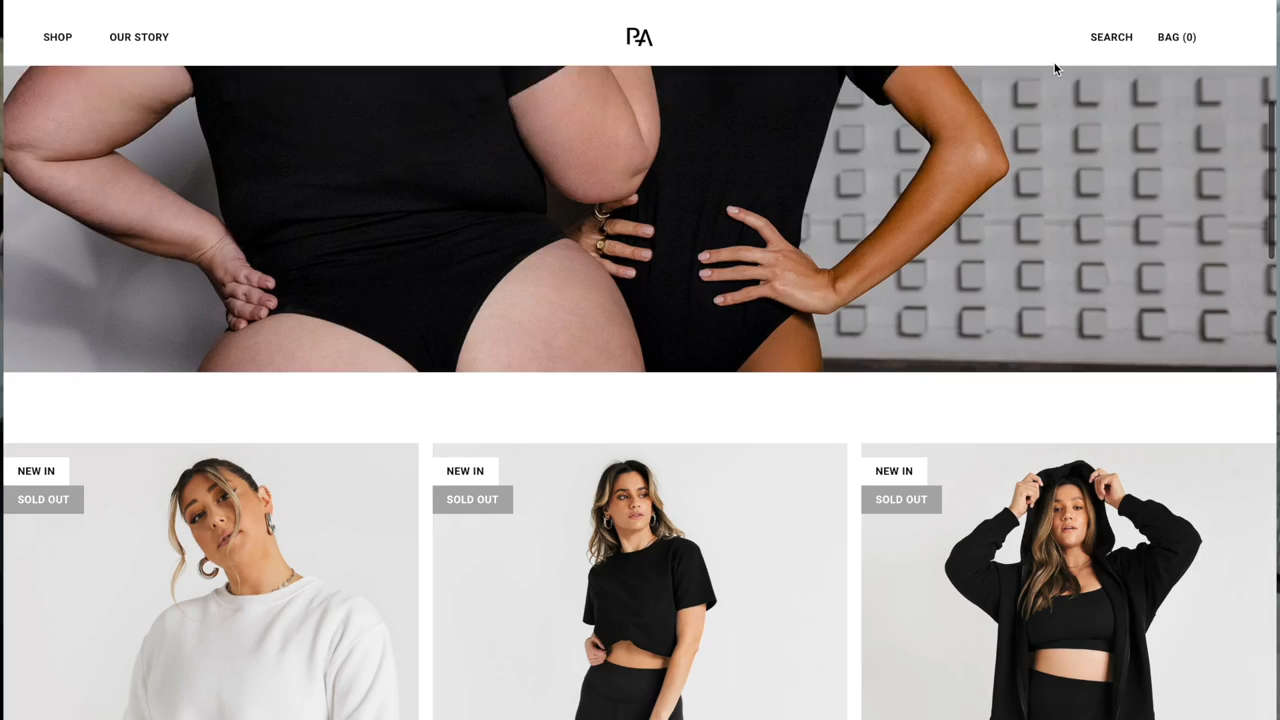 SHOP OUR STORY PA SEARCH BAG (0)
NEW IN NEW IN NEW IN
SOLD OUT SOLD OUT SOLD OUT